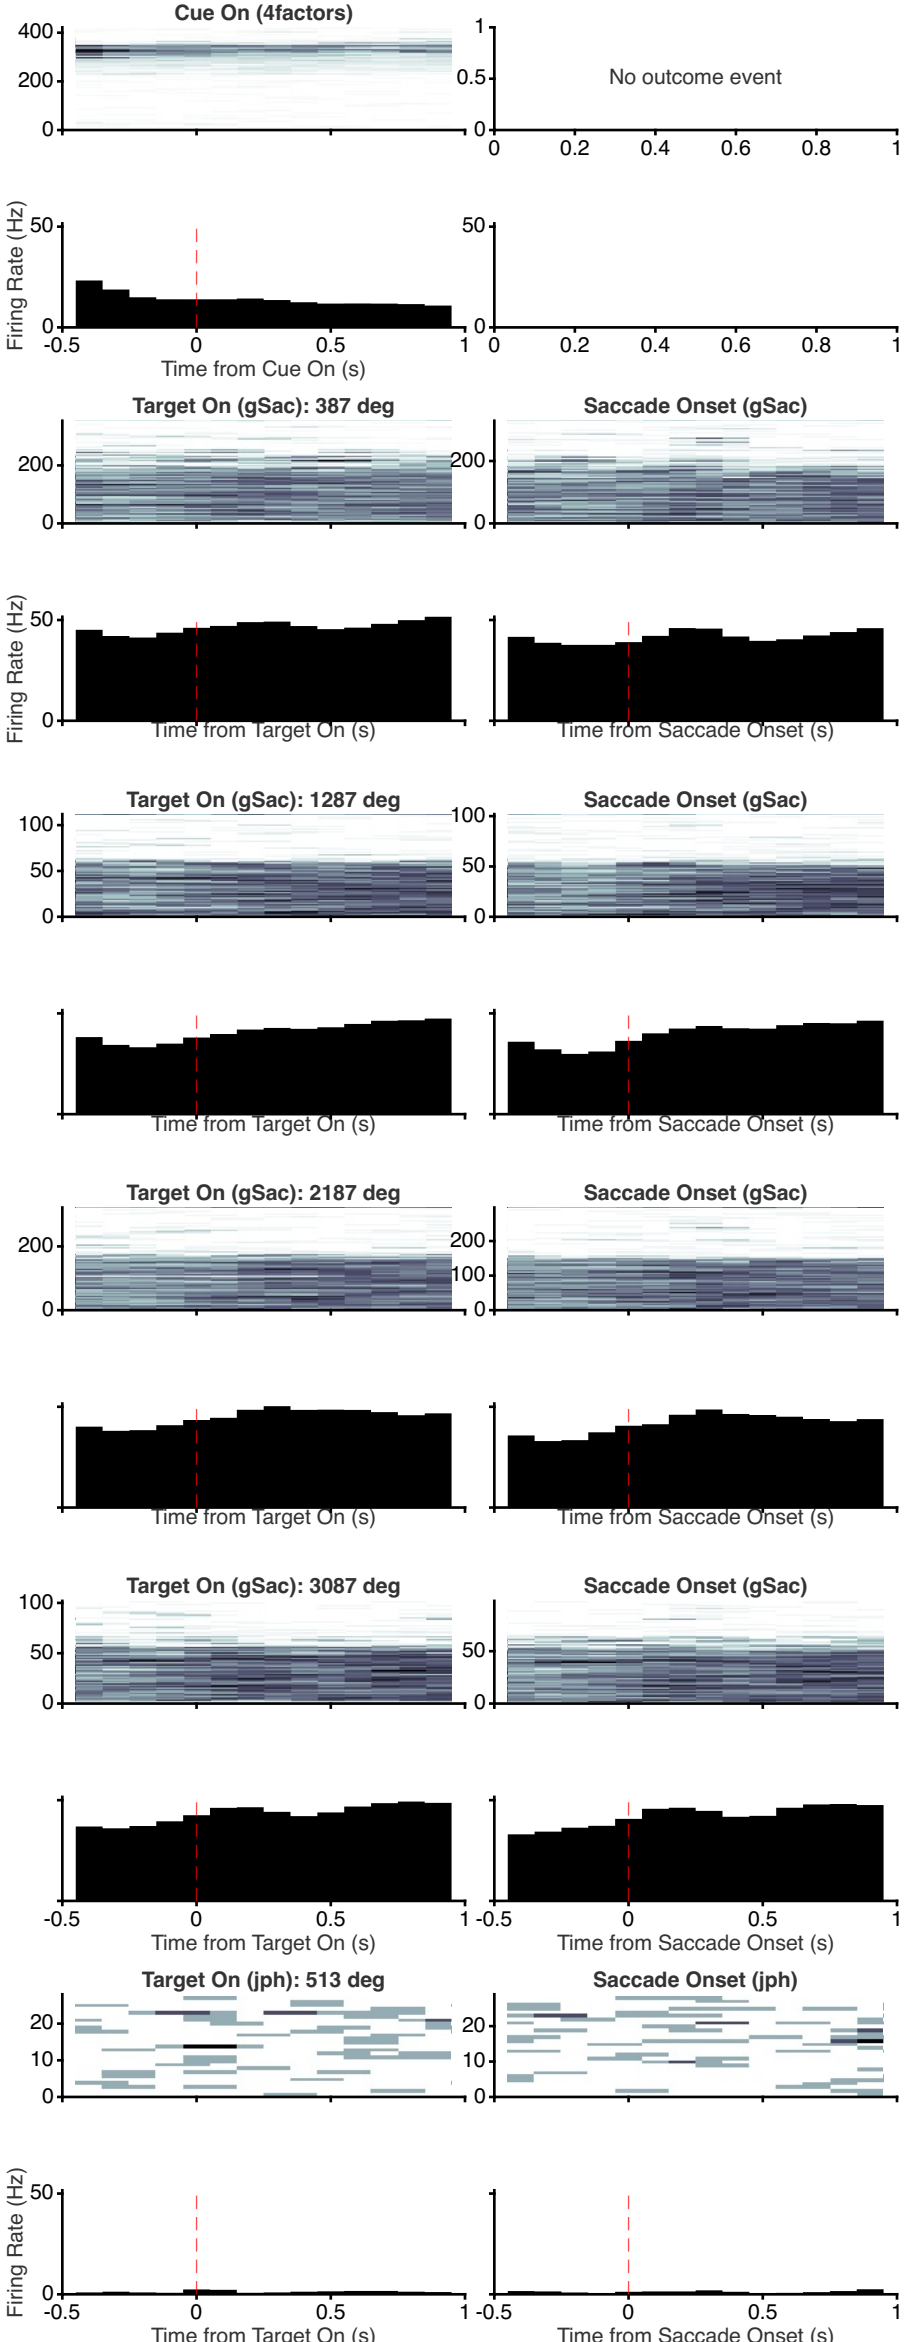 Cue On (4factors)
400
200
0
1
0.5
0
No outcome event
0 0.2 0.4 0.6 0.8 1
Firing Rate (Hz)
50
0
-0.5 0 0.5 1
Time from Cue On (s)
50
0
0 0.2 0.4 0.6 0.8 1
Target On (gSac): 387 deg
200
0
Saccade Onset (gSac)
200
0
Firing Rate (Hz)
50
0
Time from Target On (s)
Time from Saccade Onset (s)
Target On (gSac): 1287 deg
100
50
0
Saccade Onset (gSac)
100
50
0
Time from Target On (s)
Time from Saccade Onset (s)
Target On (gSac): 2187 deg
200
0
Saccade Onset (gSac)
200
100
0
Time from Target On (s)
Time from Saccade Onset (s)
Target On (gSac): 3087 deg
100
50
0
Saccade Onset (gSac)
50
0
-0.5 0 0.5 1
Time from Target On (s)
-0.5 0 0.5 1
Time from Saccade Onset (s)
Target On (jph): 513 deg
20
10
0
Saccade Onset (jph)
20
10
0
Firing Rate (Hz)
50
0
-0.5 0 0.5 1
Time from Target On (s)
-0.5 0 0.5 1
Time from Saccade Onset (s)